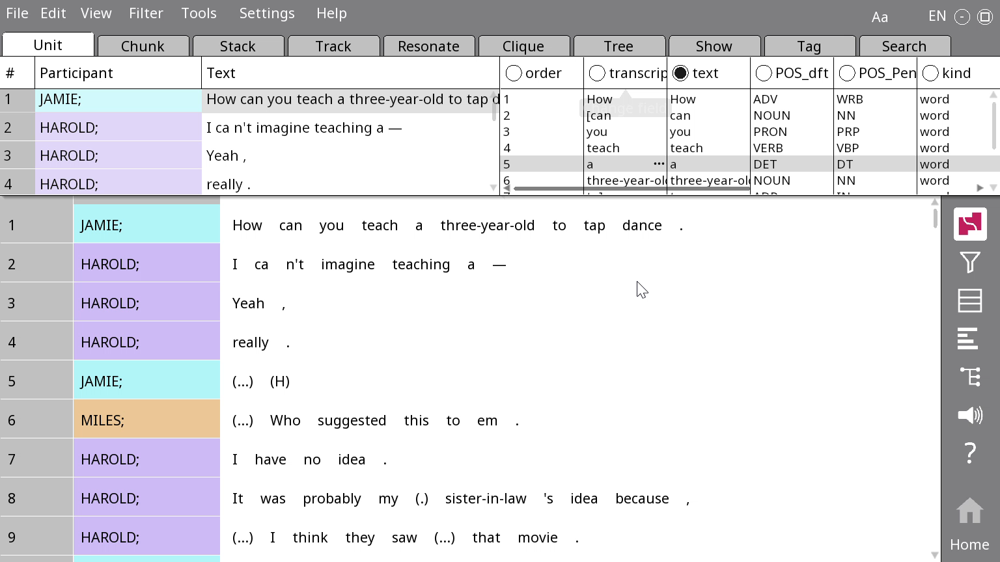 File Edit View Filter Tools Settings Help Aa EN -
Unit Chunk Stack Track Resonate Clique Tree Show Tag Search
# Participant Text order transcrip text POS_dft POS_Pen kind
1 JAMIE; How can you teach a three-year-old to tap d
2 HAROLD; I ca n't imagine teaching a —
3 HAROLD; Yeah ,
4 HAROLD; really .
1 How How ADV WRB word
2 [can can NOUN NN word
3 you you PRON PRP word
4 teach teach VERB VBP word
5 a ••• a DET DT word
6 three-year-old three-year-old NOUN NN word
1 JAMIE; How can you teach a three-year-old to tap dance .
2 HAROLD; I ca n't imagine teaching a —
3 HAROLD; Yeah ,
4 HAROLD; really .
5 JAMIE; (...) (H)
6 MILES; (...) Who suggested this to em .
7 HAROLD; I have no idea .
8 HAROLD; It was probably my (.) sister-in-law 's idea because ,
9 HAROLD; (...) I think they saw (...) that movie .
?
Home